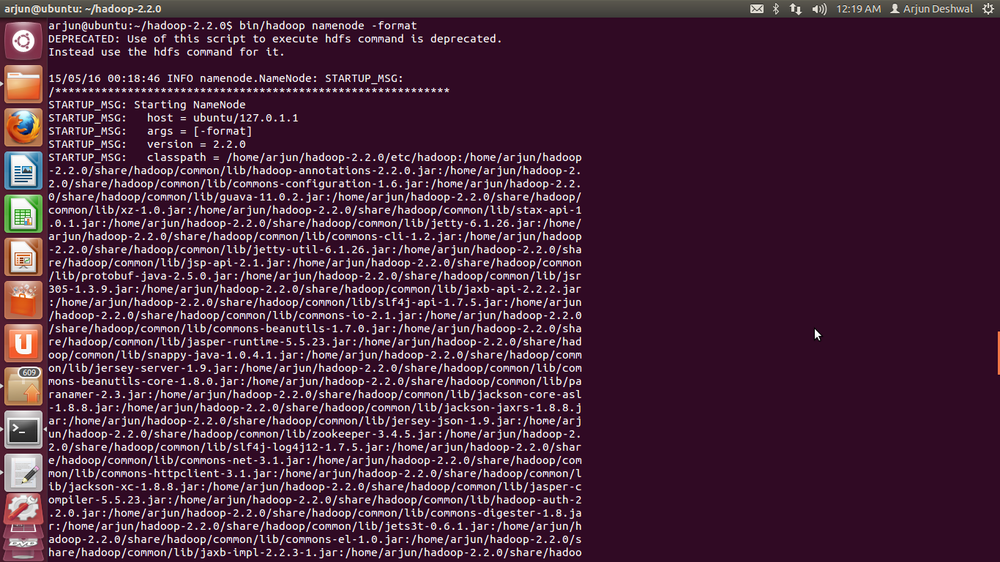 arjun@ubuntu: ~/hadoop-2.2.0
12:19 AM
Arjun Deshwal
arjun@ubuntu:~/hadoop-2.2.0$ bin/hadoop namenode -format
DEPRECATED: Use of this script to execute hdfs command is deprecated.
Instead use the hdfs command for it.
15/05/16 00:18:46 INFO namenode.NameNode: STARTUP_MSG:
/************************************************************
STARTUP_MSG: Starting NameNode
STARTUP_MSG:   host = ubuntu/127.0.1.1
STARTUP_MSG:   args = [-format]
STARTUP_MSG:   version = 2.2.0
STARTUP_MSG:   classpath = /home/arjun/hadoop-2.2.0/etc/hadoop:/home/arjun/hadoop
-2.2.0/share/hadoop/common/lib/hadoop-annotations-2.2.0.jar:/home/arjun/hadoop-2.
2.0/share/hadoop/common/lib/commons-configuration-1.6.jar:/home/arjun/hadoop-2.2.
0/share/hadoop/common/lib/guava-11.0.2.jar:/home/arjun/hadoop-2.2.0/share/hadoop/
common/lib/xz-1.0.jar:/home/arjun/hadoop-2.2.0/share/hadoop/common/lib/stax-api-1
.0.1.jar:/home/arjun/hadoop-2.2.0/share/hadoop/common/lib/jetty-6.1.26.jar:/home/
arjun/hadoop-2.2.0/share/hadoop/common/lib/commons-cli-1.2.jar:/home/arjun/hadoop
-2.2.0/share/hadoop/common/lib/jetty-util-6.1.26.jar:/home/arjun/hadoop-2.2.0/sha
re/hadoop/common/lib/jsp-api-2.1.jar:/home/arjun/hadoop-2.2.0/share/hadoop/common
/lib/protobuf-java-2.5.0.jar:/home/arjun/hadoop-2.2.0/share/hadoop/common/lib/jsr
305-1.3.9.jar:/home/arjun/hadoop-2.2.0/share/hadoop/common/lib/jaxb-api-2.2.2.jar
:/home/arjun/hadoop-2.2.0/share/hadoop/common/lib/slf4j-api-1.7.5.jar:/home/arjun
/hadoop-2.2.0/share/hadoop/common/lib/commons-io-2.1.jar:/home/arjun/hadoop-2.2.0
/share/hadoop/common/lib/commons-beanutils-1.7.0.jar:/home/arjun/hadoop-2.2.0/sha
re/hadoop/common/lib/jasper-runtime-5.5.23.jar:/home/arjun/hadoop-2.2.0/share/had
oop/common/lib/snappy-java-1.0.4.1.jar:/home/arjun/hadoop-2.2.0/share/hadoop/comm
on/lib/jersey-server-1.9.jar:/home/arjun/hadoop-2.2.0/share/hadoop/common/lib/com
mons-beanutils-core-1.8.0.jar:/home/arjun/hadoop-2.2.0/share/hadoop/common/lib/pa
ranamer-2.3.jar:/home/arjun/hadoop-2.2.0/share/hadoop/common/lib/jackson-core-asl
-1.8.8.jar:/home/arjun/hadoop-2.2.0/share/hadoop/common/lib/jackson-jaxrs-1.8.8.j
ar:/home/arjun/hadoop-2.2.0/share/hadoop/common/lib/jersey-json-1.9.jar:/home/arj
un/hadoop-2.2.0/share/hadoop/common/lib/zookeeper-3.4.5.jar:/home/arjun/hadoop-2.
2.0/share/hadoop/common/lib/slf4j-log4j12-1.7.5.jar:/home/arjun/hadoop-2.2.0/shar
e/hadoop/common/lib/commons-net-3.1.jar:/home/arjun/hadoop-2.2.0/share/hadoop/com
mon/lib/commons-httpclient-3.1.jar:/home/arjun/hadoop-2.2.0/share/hadoop/common/l
ib/jackson-xc-1.8.8.jar:/home/arjun/hadoop-2.2.0/share/hadoop/common/lib/jasper-c
ompiler-5.5.23.jar:/home/arjun/hadoop-2.2.0/share/hadoop/common/lib/hadoop-auth-2
.2.0.jar:/home/arjun/hadoop-2.2.0/share/hadoop/common/lib/commons-digester-1.8.ja
r:/home/arjun/hadoop-2.2.0/share/hadoop/common/lib/jets3t-0.6.1.jar:/home/arjun/h
adoop-2.2.0/share/hadoop/common/lib/commons-el-1.0.jar:/home/arjun/hadoop-2.2.0/s
hare/hadoop/common/lib/jaxb-impl-2.2.3-1.jar:/home/arjun/hadoop-2.2.0/share/hadoo
609
DVD